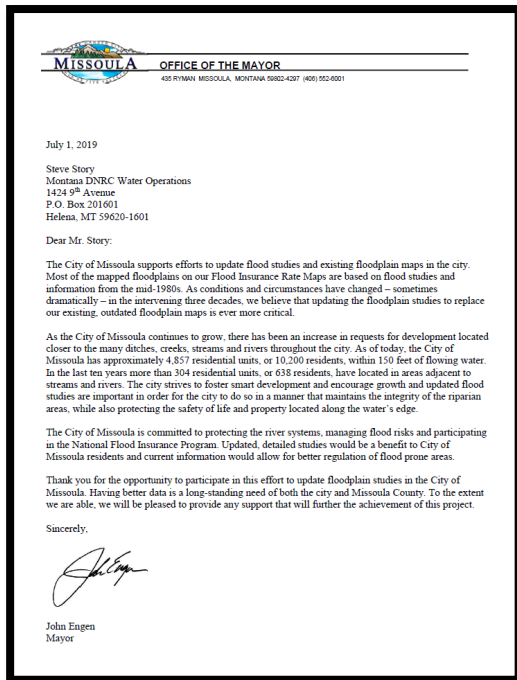 MISSOULA
OFFICE OF THE MAYOR
435 RYMAN MISSOULA, MONTANA 59802-4297 (406) 552-6001
July 1, 2019
Steve Story
Montana DNRC Water Operations
1424 9th Avenue
P.O. Box 201601
Helena, MT 59620-1601
Dear Mr. Story:
The City of Missoula supports efforts to update flood studies and existing floodplain maps in the city.
Most of the mapped floodplains on our Flood Insurance Rate Maps are based on flood studies and
information from the mid-1980s. As conditions and circumstances have changed – sometimes
dramatically – in the intervening three decades, we believe that updating the floodplain studies to replace
our existing, outdated floodplain maps is ever more critical.
As the City of Missoula continues to grow, there has been an increase in requests for development located
closer to the many ditches, creeks, streams and rivers throughout the city. As of today, the City of
Missoula has approximately 4,857 residential units, or 10,200 residents, within 150 feet of flowing water.
In the last ten years more than 304 residential units, or 638 residents, have located in areas adjacent to
streams and rivers. The city strives to foster smart development and encourage growth and updated flood
studies are important in order for the city to do so in a manner that maintains the integrity of the riparian
areas, while also protecting the safety of life and property located along the water's edge.
The City of Missoula is committed to protecting the river systems, managing flood risks and participating
in the National Flood Insurance Program. Updated, detailed studies would be a benefit to City of
Missoula residents and current information would allow for better regulation of flood prone areas.
Thank you for the opportunity to participate in this effort to update floodplain studies in the City of
Missoula. Having better data is a long-standing need of both the city and Missoula County. To the extent
we are able, we will be pleased to provide any support that will further the achievement of this project.
Sincerely,
John Engen
John Engen
Mayor